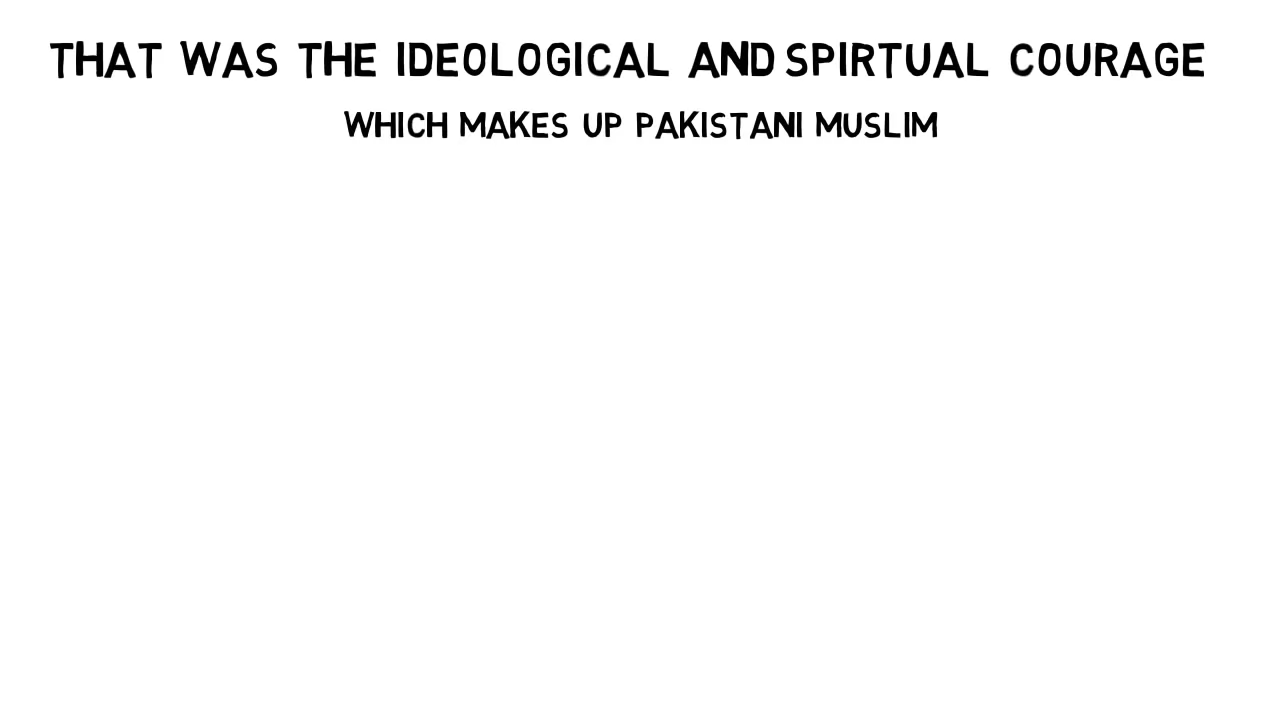 THAT WAS THE IDEOLOGICAL AND SPIRTUAL COURAGE
WHICH MAKES UP PAKISTANI MUSLIM